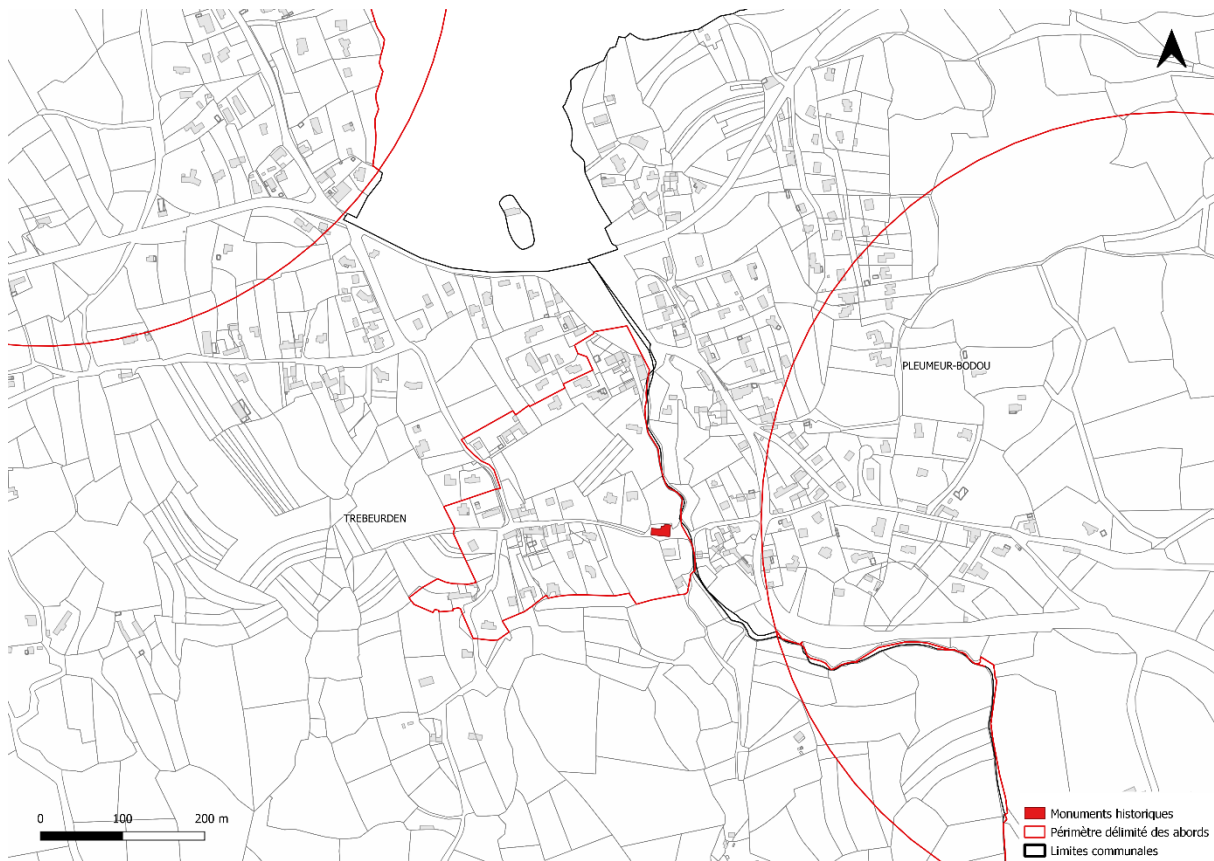 PLEUMEUR-BODOU
TREBEURDEN
0 100 200 m
Monuments historiques
Périmètre délimité des abords
Limites communales